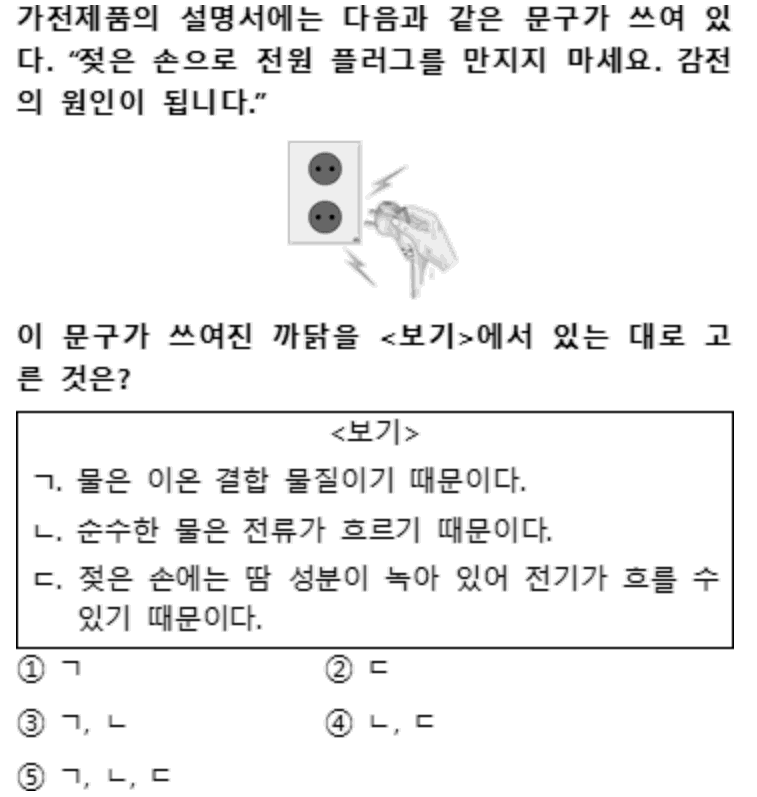 가전제품의 설명서에는 다음과 같은 문구가 쓰여 있
다. “젖은 손으로 전원 플러그를 만지지 마세요. 감전
의 원인이 됩니다.”
이 문구가 쓰여진 까닭을 <보기>에서 있는 대로 고
른 것은?
<보기>
ㄱ. 물은 이온 결합 물질이기 때문이다.
ㄴ. 순수한 물은 전류가 흐르기 때문이다.
ㄷ. 젖은 손에는 땀 성분이 녹아 있어 전기가 흐를 수
있기 때문이다.
① ㄱ ② ㄷ
③ ㄱ, ㄴ ④ ㄴ, ㄷ
⑤ ㄱ, ㄴ, ㄷ